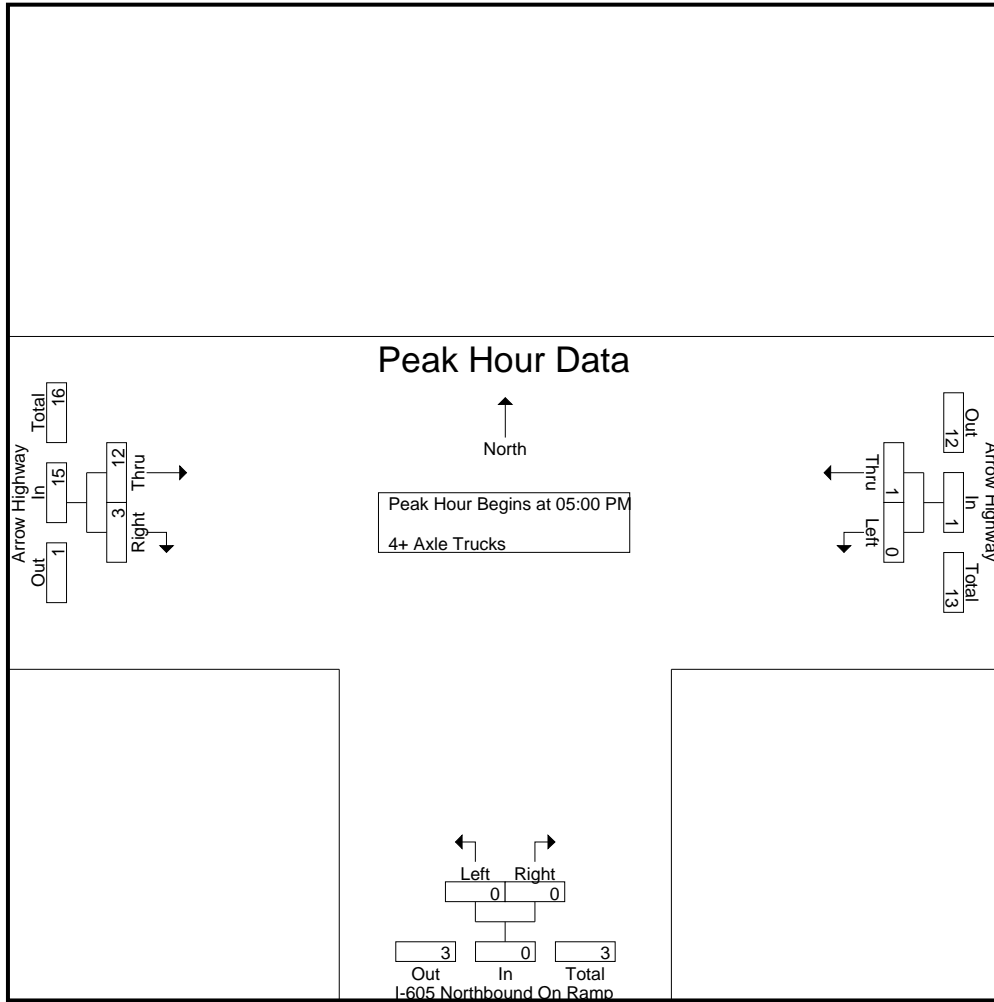 Peak Hour Data
North
Peak Hour Begins at 05:00 PM
4+ Axle Trucks
Arrow Highway
Total
16
In
15
Out
1
12
Thru
3
Right
Arrow Highway
Out
12
In
1
Total
13
Thru
1
Left
0
Left
0
Right
0
3
Out
0
In
3
Total
I-605 Northbound On Ramp